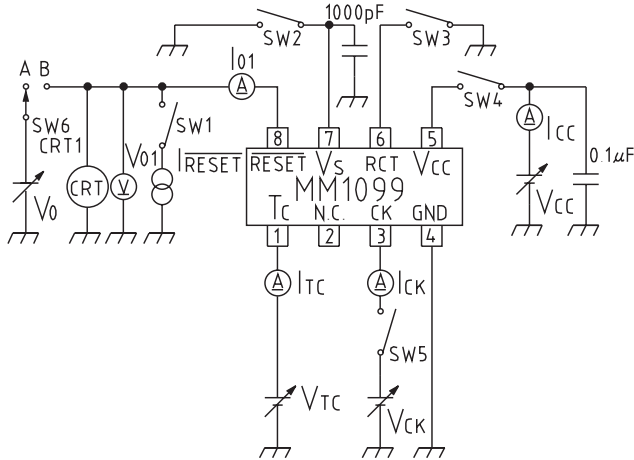 1000pF
SW2
SW3
I01
A
A B
SW4
SW6
CRT1
SW1
A
ICC
V01
IRESET
8 7 6 5
RESET VS RCT VCC
0.1µF
CRT
V
MM1099
V0
VCC
TC N.C. CK GND
1 2 3 4
A ITC
A ICK
SW5
VTC
VCK